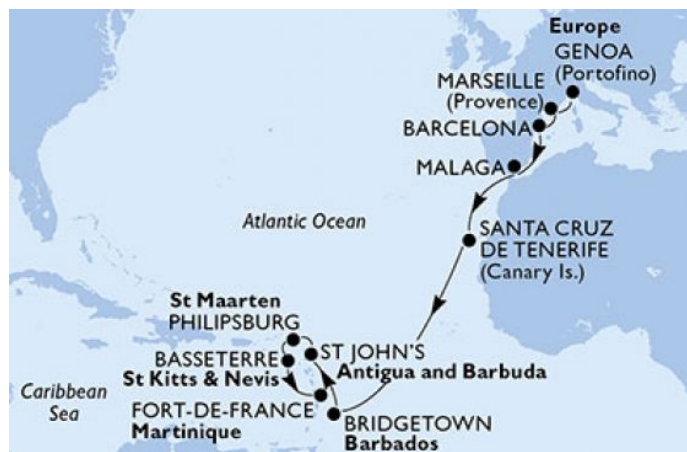 Europe
GENOA
(Portofino)
MARSEILLE
(Provence)
BARCELONA
MALAGA
Atlantic Ocean
SANTA CRUZ
DE TENERIFE
(Canary Is.)
St Maarten
PHILIPSBURG
ST JOHN'S
Antigua and Barbuda
BASSETERRE
St Kitts & Nevis
Caribbean
Sea
FORT-DE-FRANCE
Martinique
BRIDGETOWN
Barbados